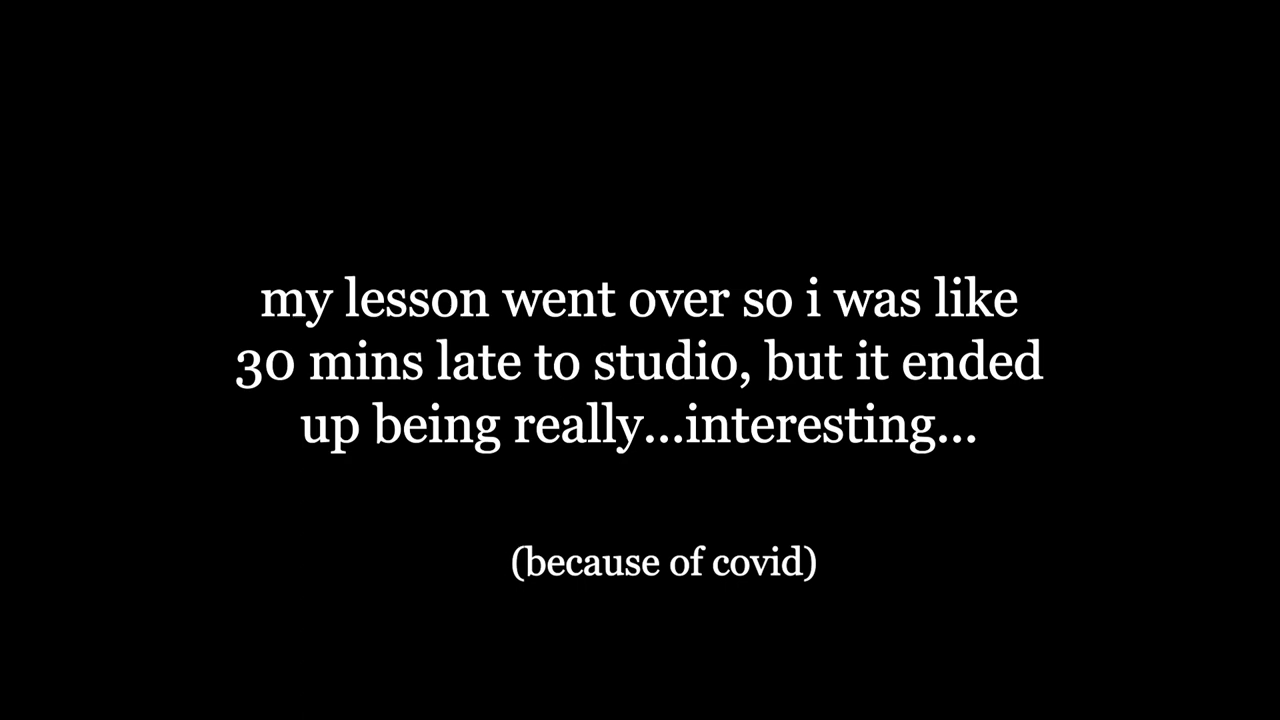 my lesson went over so i was like
30 mins late to studio, but it ended
up being really...interesting...
(because of covid)